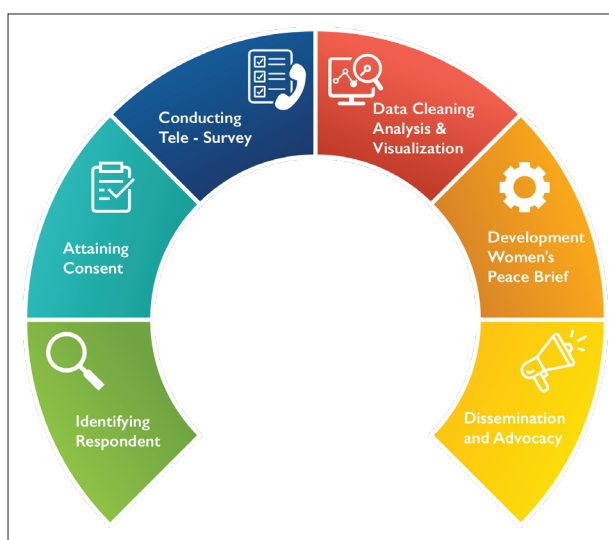 Identifying
Respondent
Attaining
Consent
Conducting
Tele - Survey
Data Cleaning
Analysis &
Visualization
Development
Women's
Peace Brief
Dissemination
and Advocacy